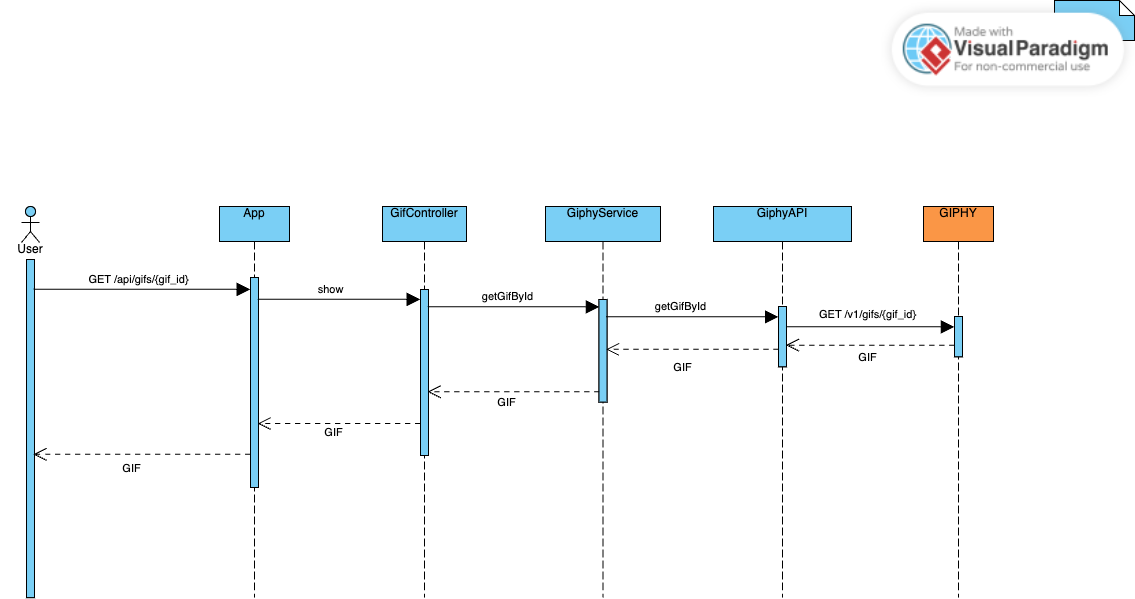 Made with
Visual Paradigm
For non-commercial use
User
App
GifController
GiphyService
GiphyAPI
GIPHY
GET /api/gifs/{gif_id}
show
getGifById
getGifById
GET /v1/gifs/{gif_id}
GIF
GIF
GIF
GIF
GIF